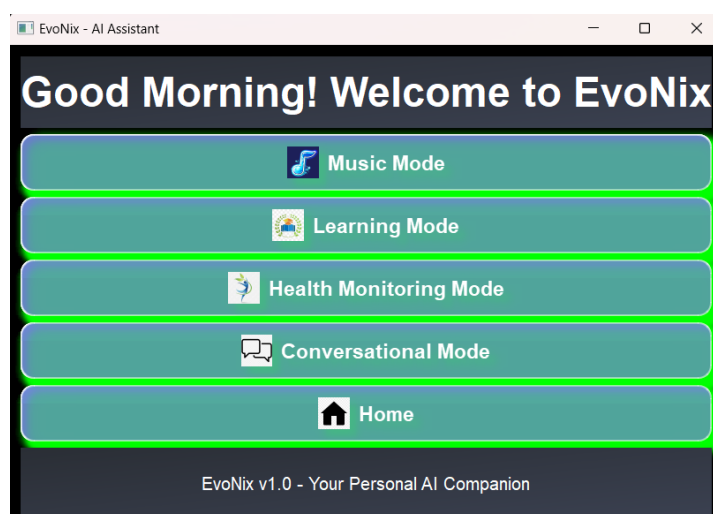 EvoNix - AI Assistant
Good Morning! Welcome to EvoNix
Music Mode
Learning Mode
Health Monitoring Mode
Conversational Mode
Home
EvoNix v1.0 - Your Personal AI Companion